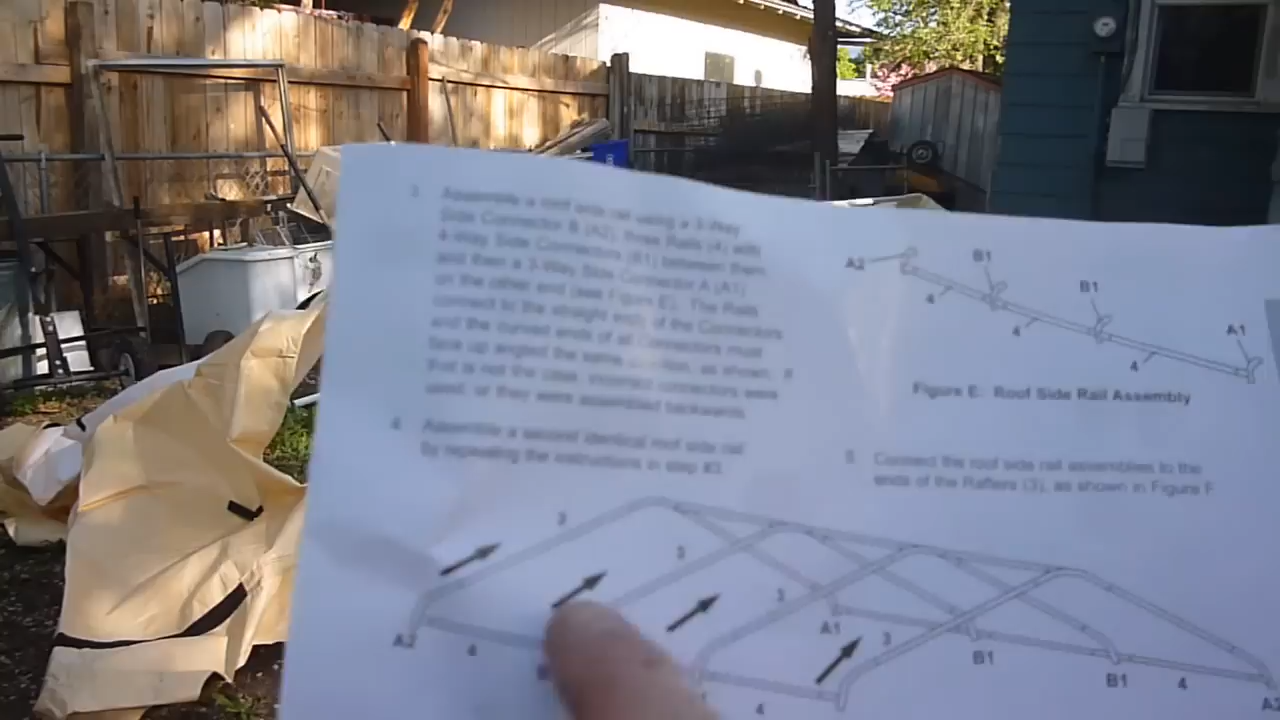 3. Assemble a roof side rail using a 3-Way
Side Connector B (A2), three Rails (4) with
4-Way Side Connectors (B1) between them,
and then a 3-Way Side Connector A (A1)
on the other end (see Figure E). The Rails
connect to the straight ends of the Connectors
and the curved ends of all Connectors must
face up angled the same as shown. If
that is not the case, incorrect connectors were
used, or they were assembled backwards.
4. Assemble a second identical roof side rail
By repeating the instructions in step #3.
A2
B1
B1
A1
4
4
4
Figure E: Roof Side Rail Assembly
5. Connect the roof side rail assemblies to the
ends of the Rafters (3), as shown in Figure F.
3
3
3
3
A1
B1
B1
4
4
4